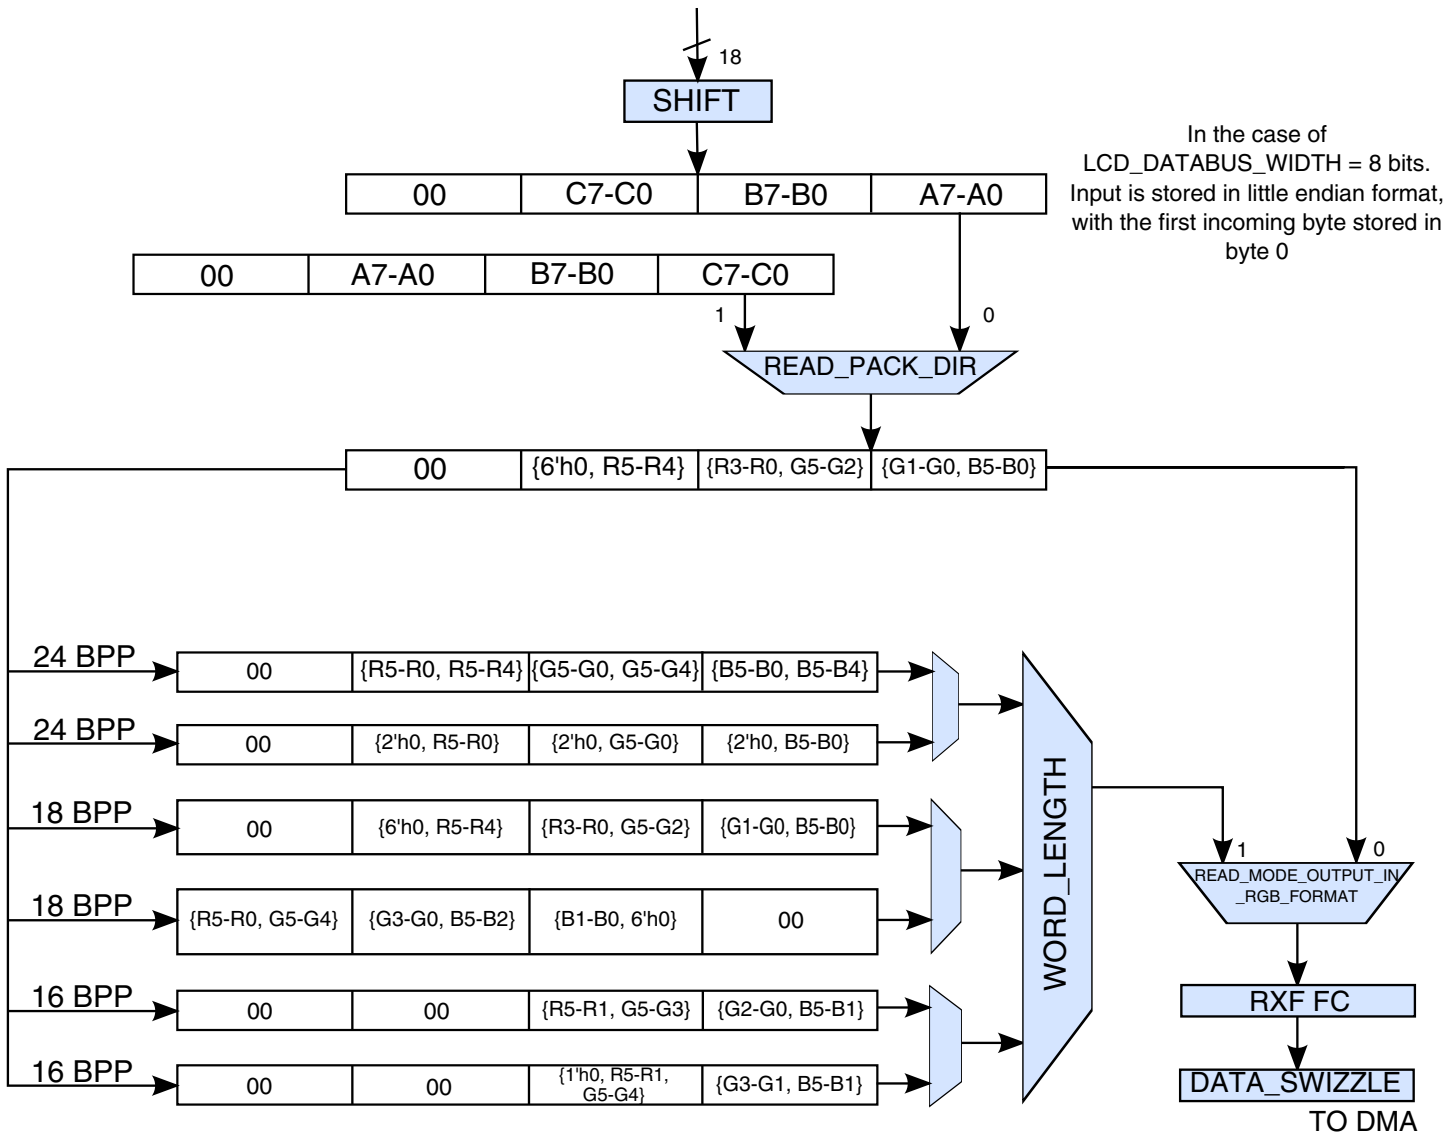 18
SHIFT
In the case of
LCD_DATABUS_WIDTH = 8 bits.
Input is stored in little endian format,
with the first incoming byte stored in
byte 0
00 C7-C0 B7-B0 A7-A0
00 A7-A0 B7-B0 C7-C0
1 0
READ_PACK_DIR
00 {6'h0, R5-R4} {R3-R0, G5-G2} {G1-G0, B5-B0}
24 BPP 00 {R5-R0, R5-R4} {G5-G0, G5-G4} {B5-B0, B5-B4}
24 BPP 00 {2'h0, R5-R0} {2'h0, G5-G0} {2'h0, B5-B0}
18 BPP 00 {6'h0, R5-R4} {R3-R0, G5-G2} {G1-G0, B5-B0}
18 BPP {R5-R0, G5-G4} {G3-G0, B5-B2} {B1-B0, 6'h0} 00
16 BPP 00 00 {R5-R1, G5-G3} {G2-G0, B5-B1}
16 BPP 00 00 {1'h0, R5-R1, G5-G4} {G3-G1, B5-B1}
WORD_LENGTH
1 0
READ_MODE_OUTPUT_IN
_RGB_FORMAT
RXF FC
DATA_SWIZZLE
TO DMA